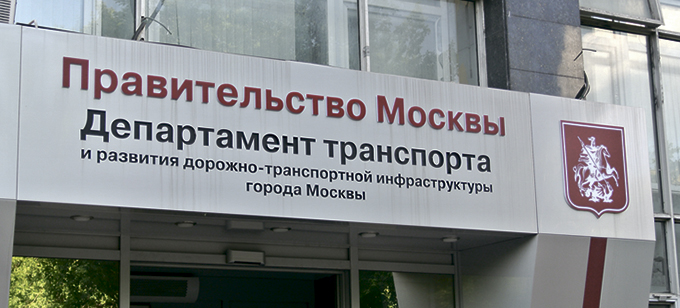 Правительство Москвы
Департамент транспорта
и развития дорожно-транспортной инфраструктуры
города Москвы